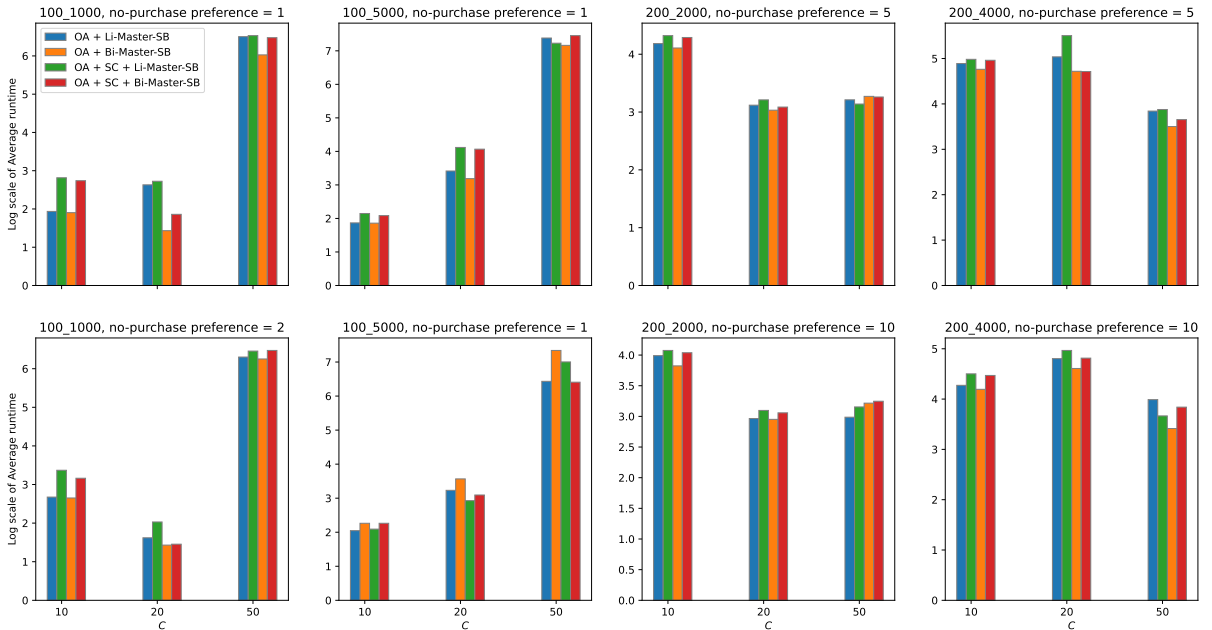 100_1000, no-purchase preference = 1
Log scale of Average runtime
0
1
2
3
4
5
6
OA + Li-Master-SB
OA + Bi-Master-SB
OA + SC + Li-Master-SB
OA + SC + Bi-Master-SB
100_5000, no-purchase preference = 1
0
1
2
3
4
5
6
7
200_2000, no-purchase preference = 5
0
1
2
3
4
200_4000, no-purchase preference = 5
0
1
2
3
4
5
100_1000, no-purchase preference = 2
Log scale of Average runtime
0
1
2
3
4
5
6
10 20 50
C
100_5000, no-purchase preference = 1
0
1
2
3
4
5
6
7
10 20 50
C
200_2000, no-purchase preference = 10
0.0
0.5
1.0
1.5
2.0
2.5
3.0
3.5
4.0
10 20 50
C
200_4000, no-purchase preference = 10
0
1
2
3
4
5
10 20 50
C